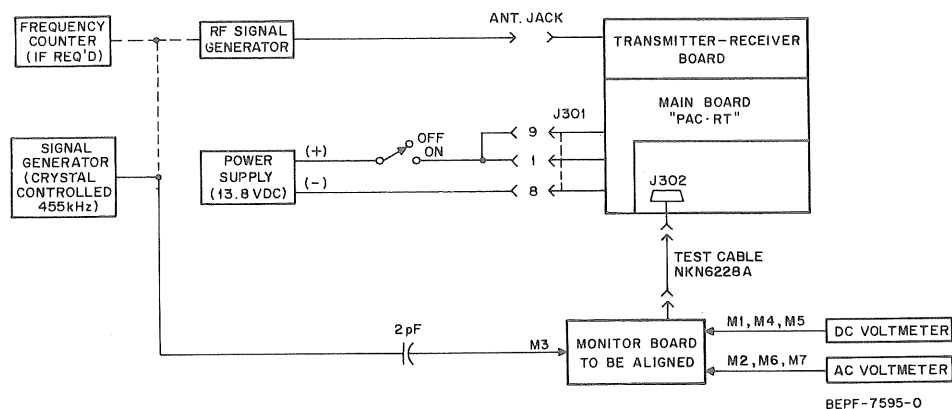 FREQUENCY
COUNTER
(IF REQ'D)
RF SIGNAL
GENERATOR
ANT. JACK
TRANSMITTER-RECEIVER
BOARD
MAIN BOARD
"PAC·RT"
J301
SIGNAL
GENERATOR
(CRYSTAL
CONTROLLED
455kHz)
POWER
SUPPLY
(13.8 VDC)
(+)
(-)
OFF
ON
9
1
8
J302
TEST CABLE
NKN6228A
2pF
M3
MONITOR BOARD
TO BE ALIGNED
M1, M4, M5
DC VOLTMETER
M2, M6, M7
AC VOLTMETER
BEPF-7595-O